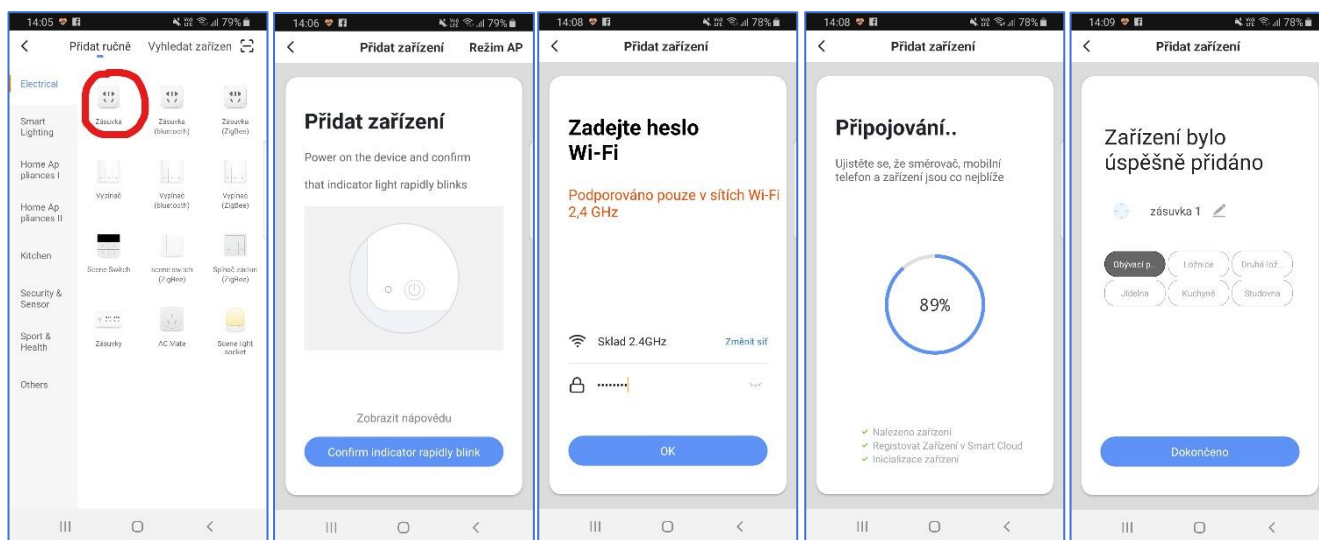 14:05
79%
Přidat ručně Vyhledat zařízen
Electrical
Smart
Lighting
Home Ap
pliances I
Home Ap
pliances II
Kitchen
Security &
Sensor
Sport &
Health
Others
Zásuvka
Zásuvka
(bluetooth)
Zásuvka
(ZigBee)
Vypínač
Vypínač
(bluetooth)
Vypínač
(ZigBee)
Scene Switch
scene switch
(ZigBee)
Spínač záclon
(ZigBee)
Zásuvky
AC Mate
Scene light
socket
14:06
79%
Přidat zařízení Režim AP
Přidat zařízení
Power on the device and confirm
that indicator light rapidly blinks
Zobrazit nápovědu
Confirm indicator rapidly blink
14:08
78%
Přidat zařízení
Zadejte heslo
Wi-Fi
Podporováno pouze v sítích Wi-Fi
2,4 GHz
Sklad 2.4GHz Změnit síť
••••••••
OK
14:08
78%
Přidat zařízení
Připojování..
Ujistěte se, že směrovač, mobilní
telefon a zařízení jsou co nejblíže
89%
Nalezeno zařízení
Registovat Zařízení v Smart Cloud
Inicializace zařízení
14:09
78%
Přidat zařízení
Zařízení bylo
úspěšně přidáno
zásuvka 1
Obývací p... Ložnice Druhá lož...
Jídelna Kuchyně Studovna
Dokončeno